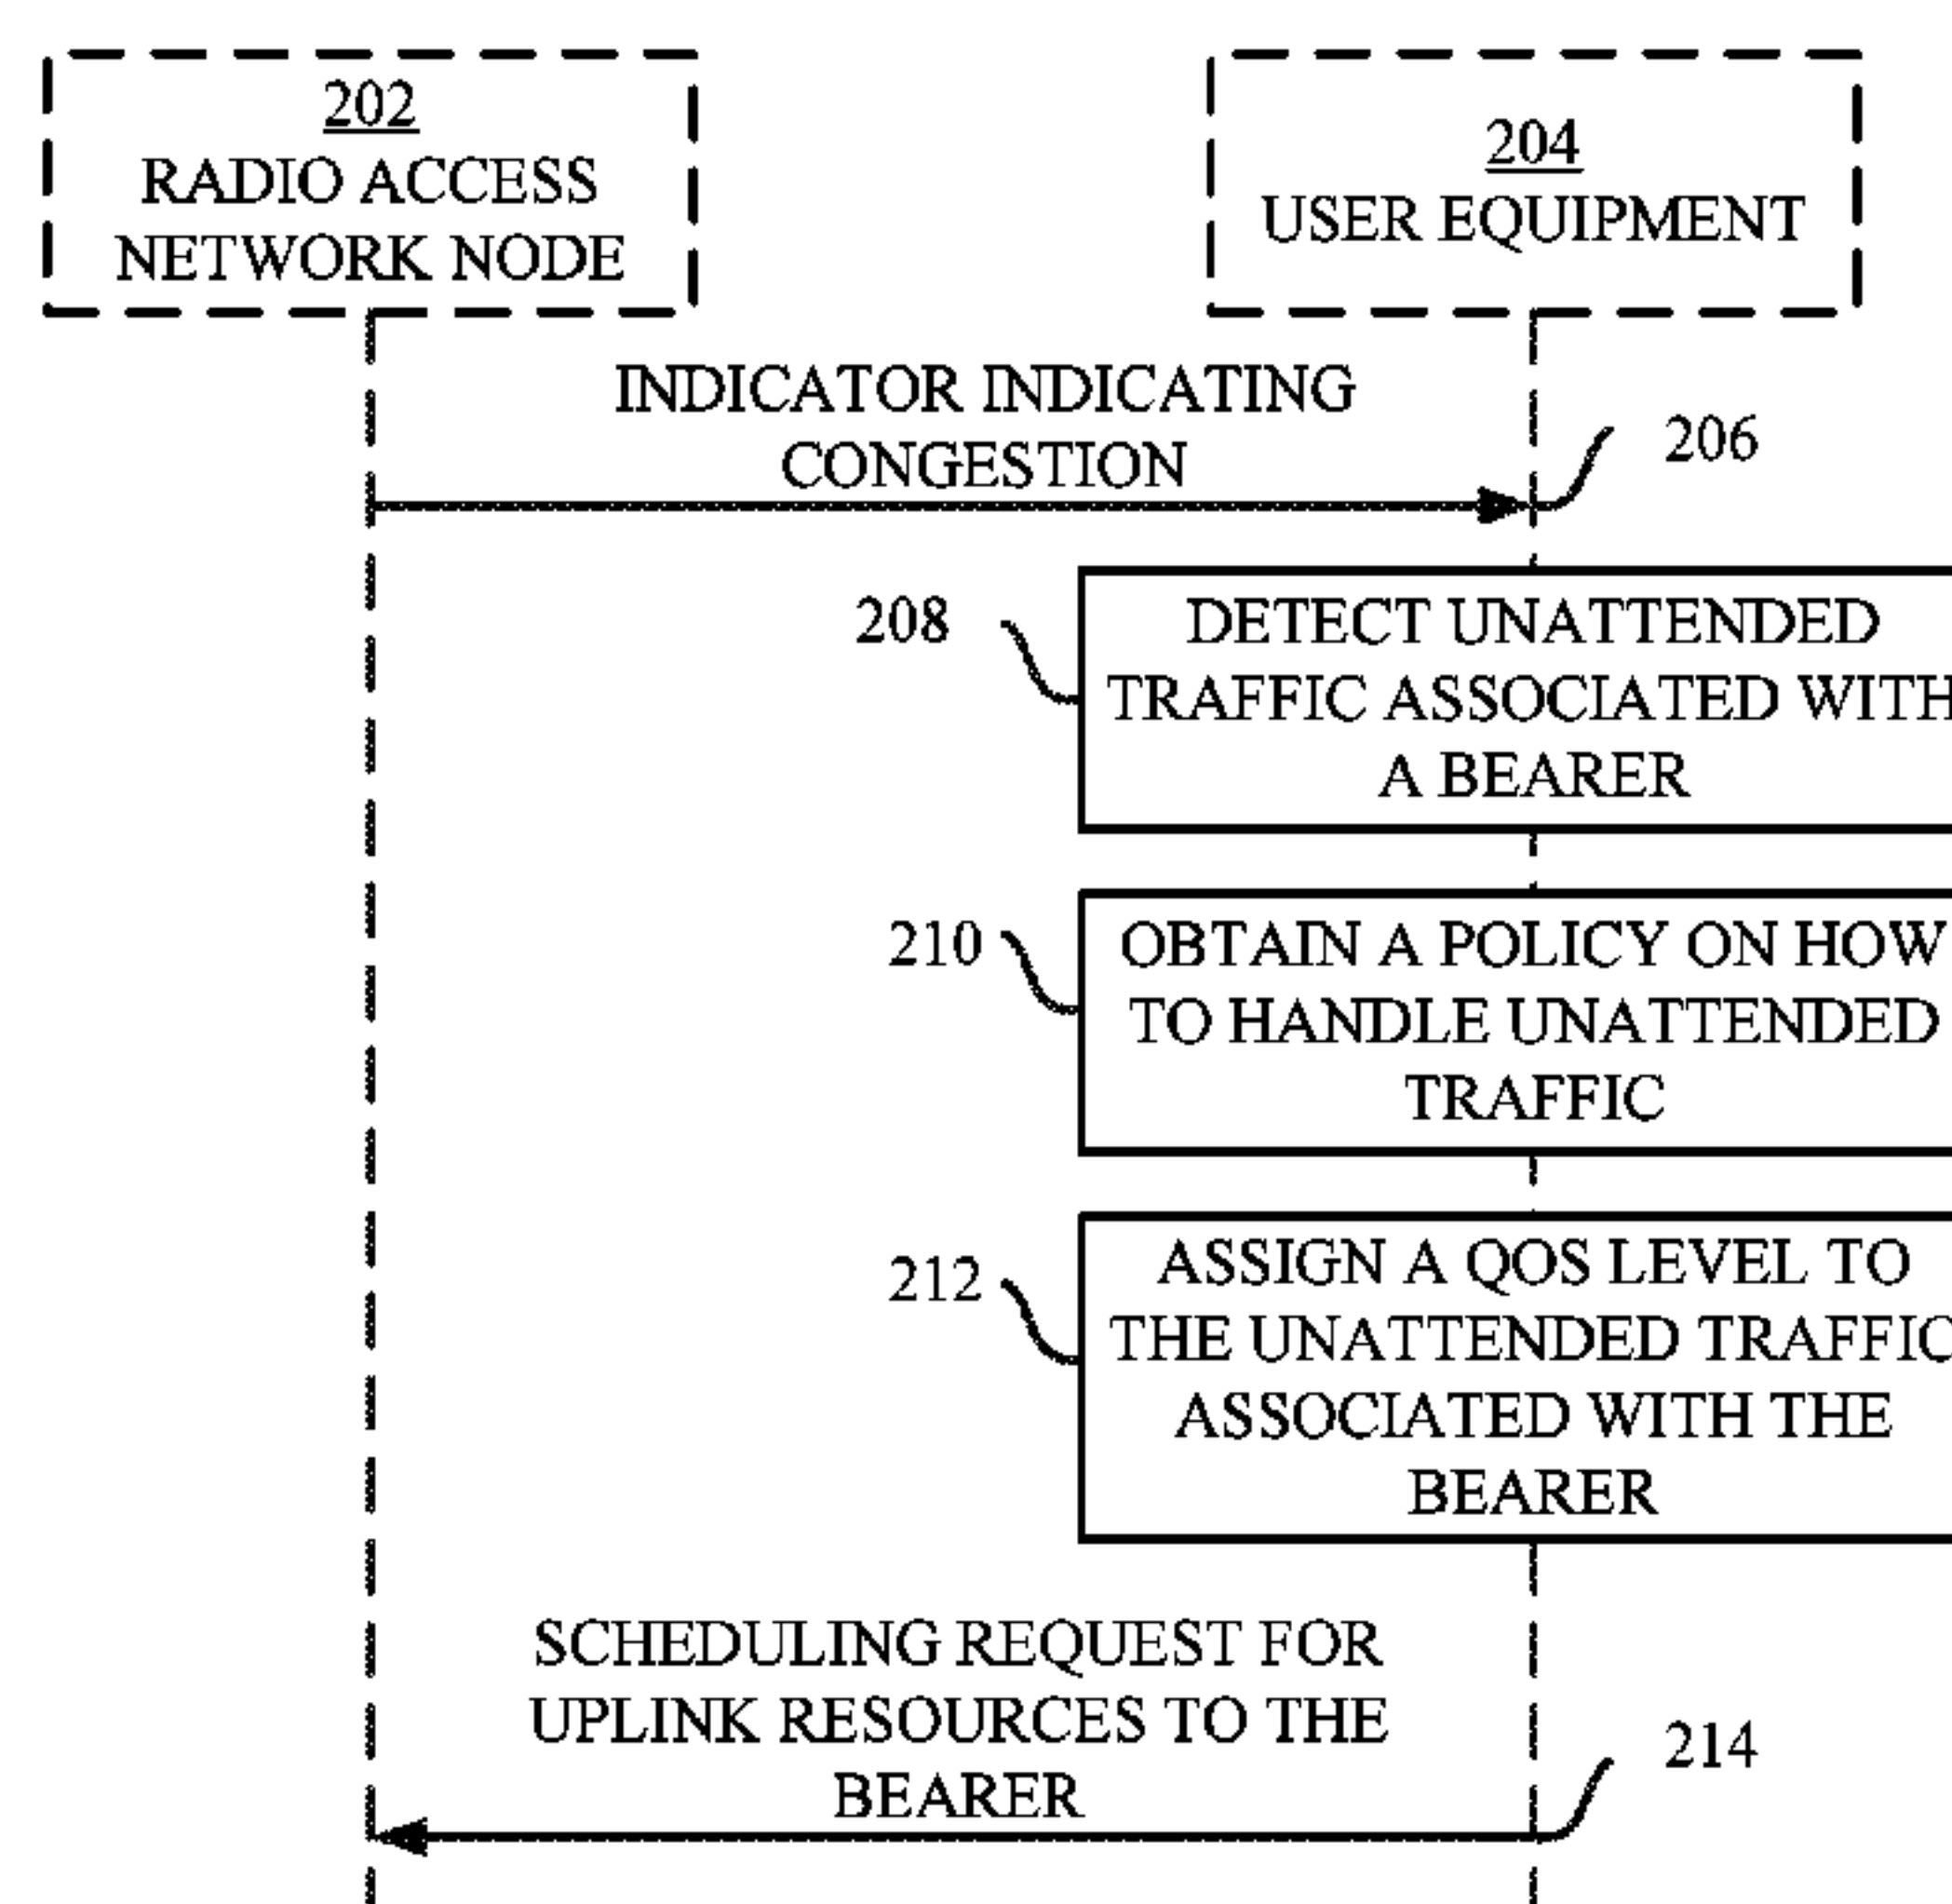 202
RADIO ACCESS
NETWORK NODE
204
USER EQUIPMENT
INDICATOR INDICATING
CONGESTION
206
208
DETECT UNATTENDED
TRAFFIC ASSOCIATED WITH
A BEARER
210
OBTAIN A POLICY ON HOW
TO HANDLE UNATTENDED
TRAFFIC
212
ASSIGN A QOS LEVEL TO
THE UNATTENDED TRAFFIC
ASSOCIATED WITH THE
BEARER
SCHEDULING REQUEST FOR
UPLINK RESOURCES TO THE
BEARER
214